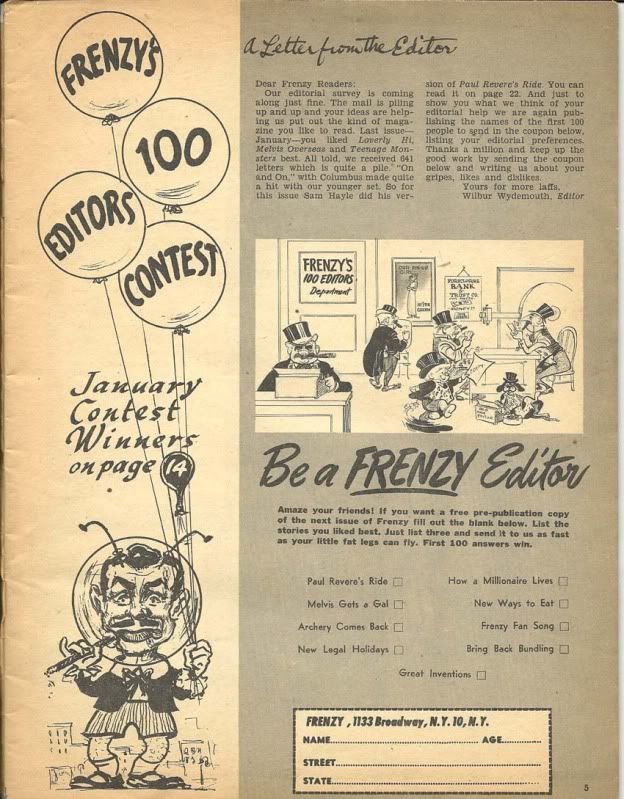 FRENZY'S
100
EDITORS
CONTEST
January
Contest
Winners
on page 14
A Letter from the Editor
Dear Frenzy Readers:
Our editorial survey is coming
along just fine. The mail is piling
up and up and your ideas are help-
ing us put out the kind of maga-
zine you like to read. Last issue—
January—you liked Loverly Hi,
Melvis Overseas and Teenage Mon-
sters best. All told, we received 641
letters which is quite a pile. "On
and On," with Columbus made quite
a hit with our younger set. So for
this issue Sam Hayle did his ver-
sion of Paul Revere's Ride. You can
read it on page 22. And just to
show you what we think of your
editorial help we are again pub-
lishing the names of the first 100
people to send in the coupon below,
listing your editorial preferences.
Thanks a million and keep up the
good work by sending the coupon
below and writing us about your
gripes, likes and dislikes.
Yours for more laffs,
Wilbur Wydemouth, Editor
FRENZY'S
100 EDITORS
Department
FORECLOSURE
BANK
&
TRUST CO
Be a FRENZY Editor
Amaze your friends! If you want a free pre-publication copy
of the next issue of Frenzy fill out the blank below. List the
stories you liked best. Just list three and send it to us as fast
as your little fat legs can fly. First 100 answers win.
Paul Revere's Ride
How a Millionaire Lives
Melvis Gets a Gal
New Ways to Eat
Archery Comes Back
Frenzy Fan Song
New Legal Holidays
Bring Back Bundling
Great Inventions
FRENZY, 1133 Broadway, N.Y. 10, N.Y.
NAME AGE
STREET
STATE
5